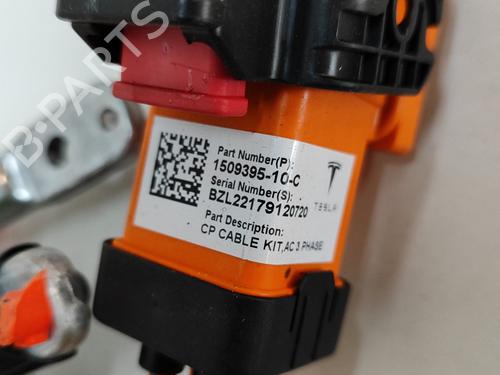 B-PARTS
Part Number(P):
1509395-10-C
Serial Number(S):
BZL22179120720
Part Description:
CP CABLE KIT,AC 3 PHASE
TESLA